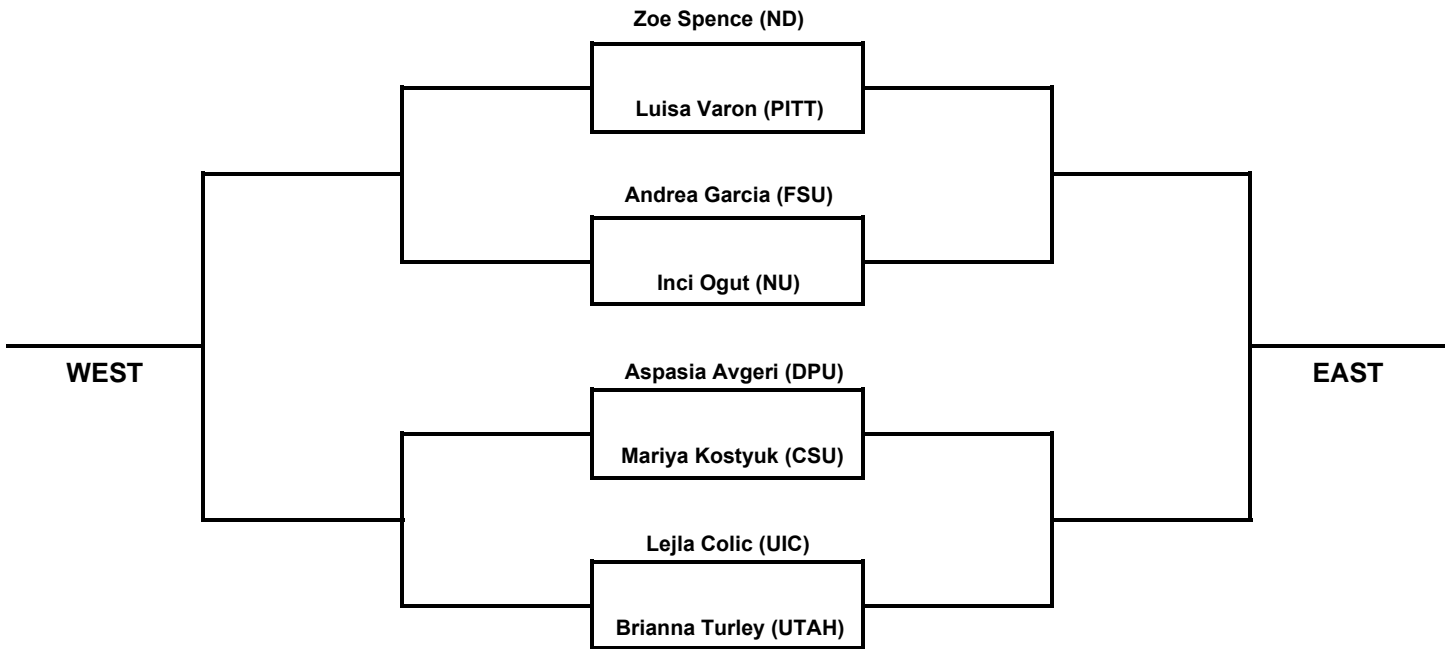 Zoe Spence (ND)
Luisa Varon (PITT)
Andrea Garcia (FSU)
Inci Ogut (NU)
WEST
EAST
Aspasia Avgeri (DPU)
Mariya Kostyuk (CSU)
Lejla Colic (UIC)
Brianna Turley (UTAH)